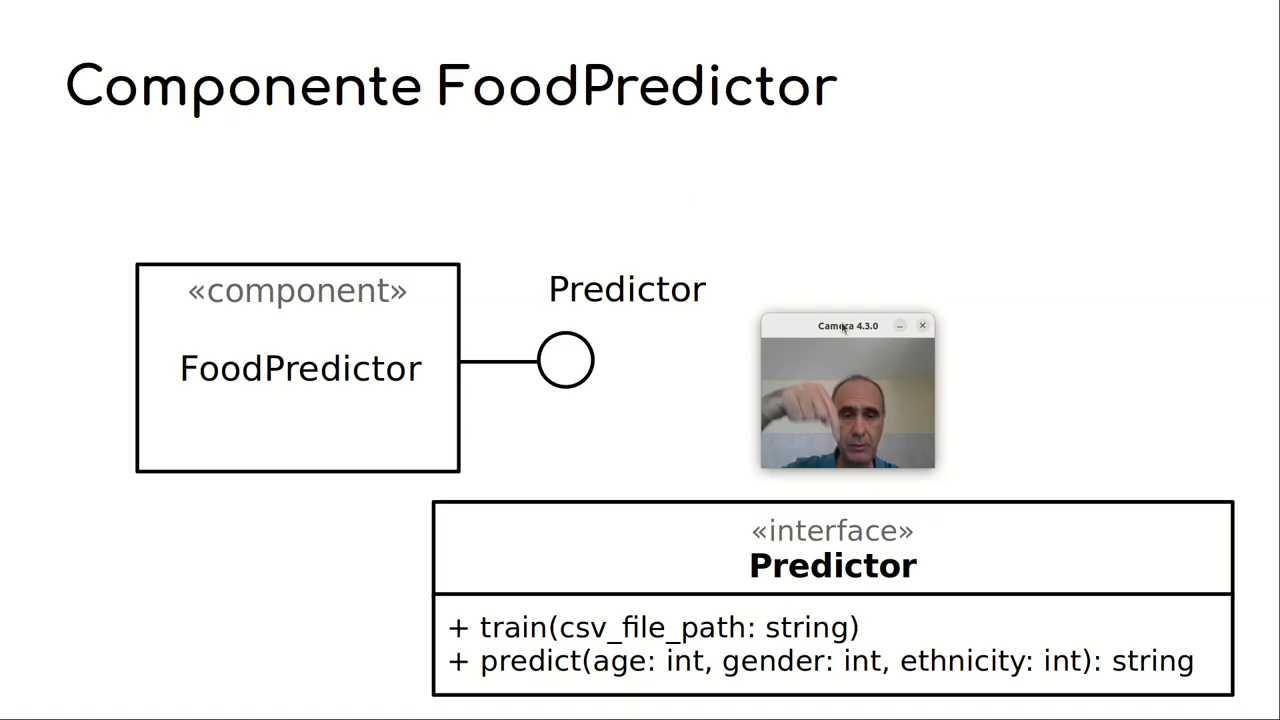 Componente FoodPredictor
«component»
FoodPredictor
Predictor
Camera 4.3.0
«interface»
Predictor
+ train(csv_file_path: string)
+ predict(age: int, gender: int, ethnicity: int): string